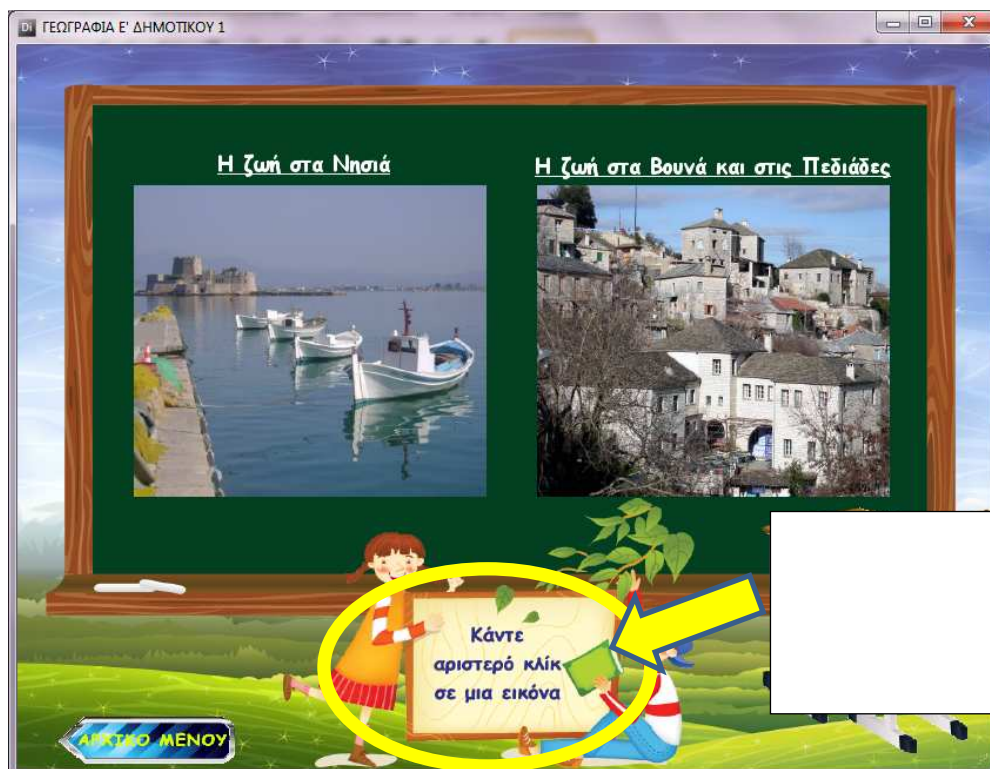 ΓΕΩΓΡΑΦΙΑ Ε' ΔΗΜΟΤΙΚΟΥ 1
Η ζωή στα Νησιά
Η ζωή στα Βουνά και στις Πεδιάδες
Κάντε
αριστερό κλίκ
σε μια εικόνα
ΑΡΧΙΚΟ ΜΕΝΟΥ